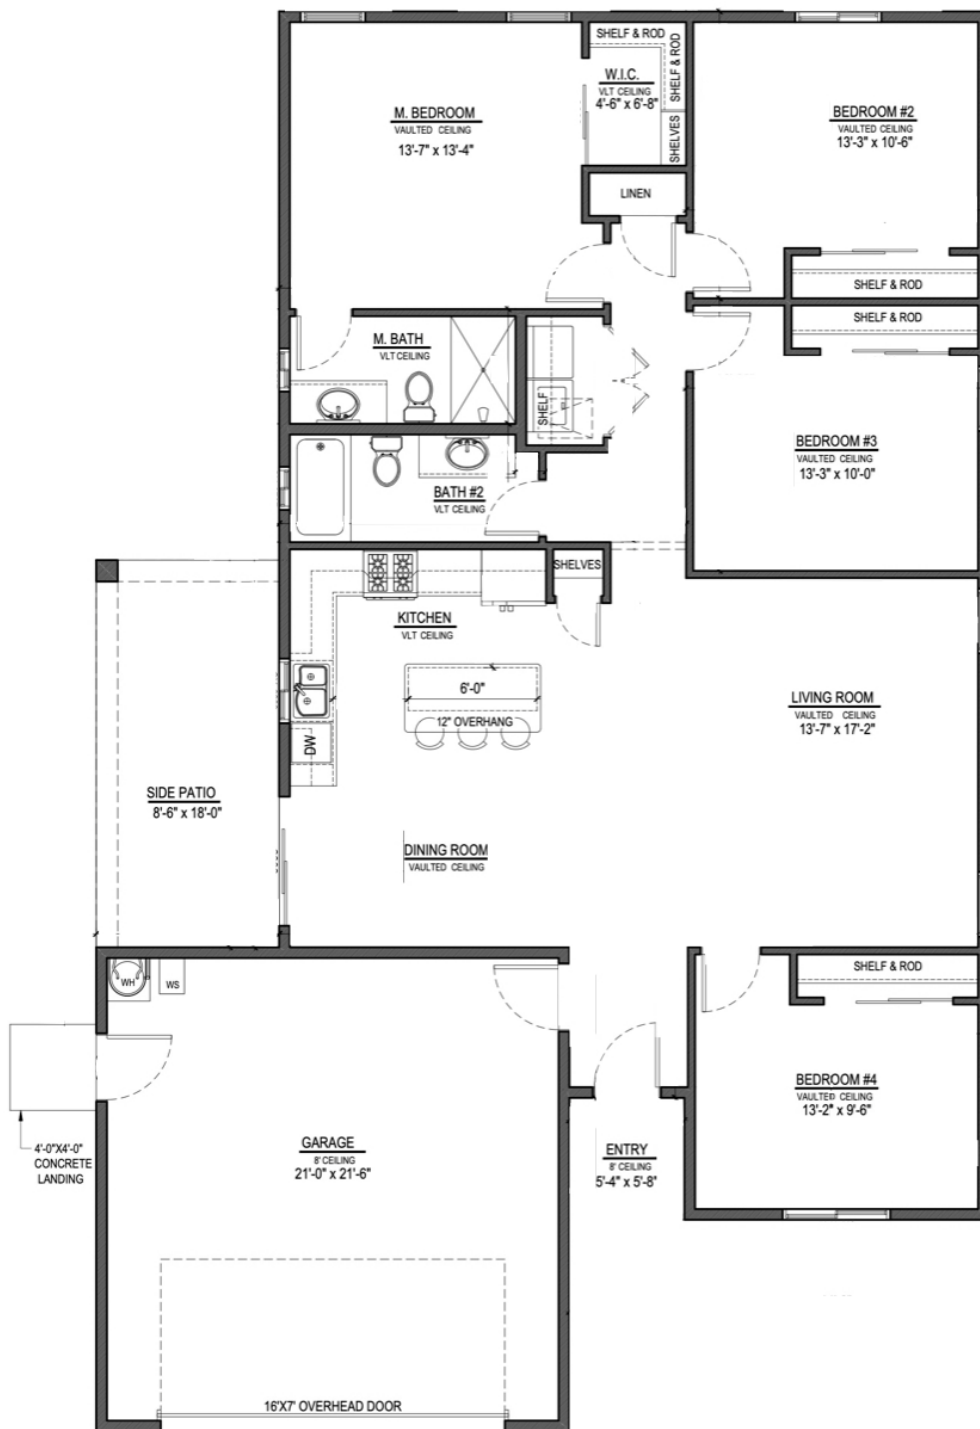 SHELF & ROD
SHELF & ROD
W.I.C.
VLT CEILING
4'-6" x 6'-8"
SHELVES
M. BEDROOM
VAULTED CEILING
13'-7" x 13'-4"
BEDROOM #2
VAULTED CEILING
13'-3" x 10'-6"
LINEN
SHELF & ROD
SHELF & ROD
M. BATH
VLT CEILING
SHELF
BEDROOM #3
VAULTED CEILING
13'-3" x 10'-0"
BATH #2
VLT CEILING
SHELVES
KITCHEN
VLT CEILING
6'-0"
12" OVERHANG
DW
LIVING ROOM
VAULTED CEILING
13'-7" x 17'-2"
SIDE PATIO
8'-6" x 18'-0"
DINING ROOM
VAULTED CEILING
WH
WS
SHELF & ROD
BEDROOM #4
VAULTED CEILING
13'-2" x 9'-6"
4'-0"X4'-0"
CONCRETE
LANDING
GARAGE
8' CEILING
21'-0" x 21'-6"
ENTRY
8' CEILING
5'-4" x 5'-8"
16'X7' OVERHEAD DOOR